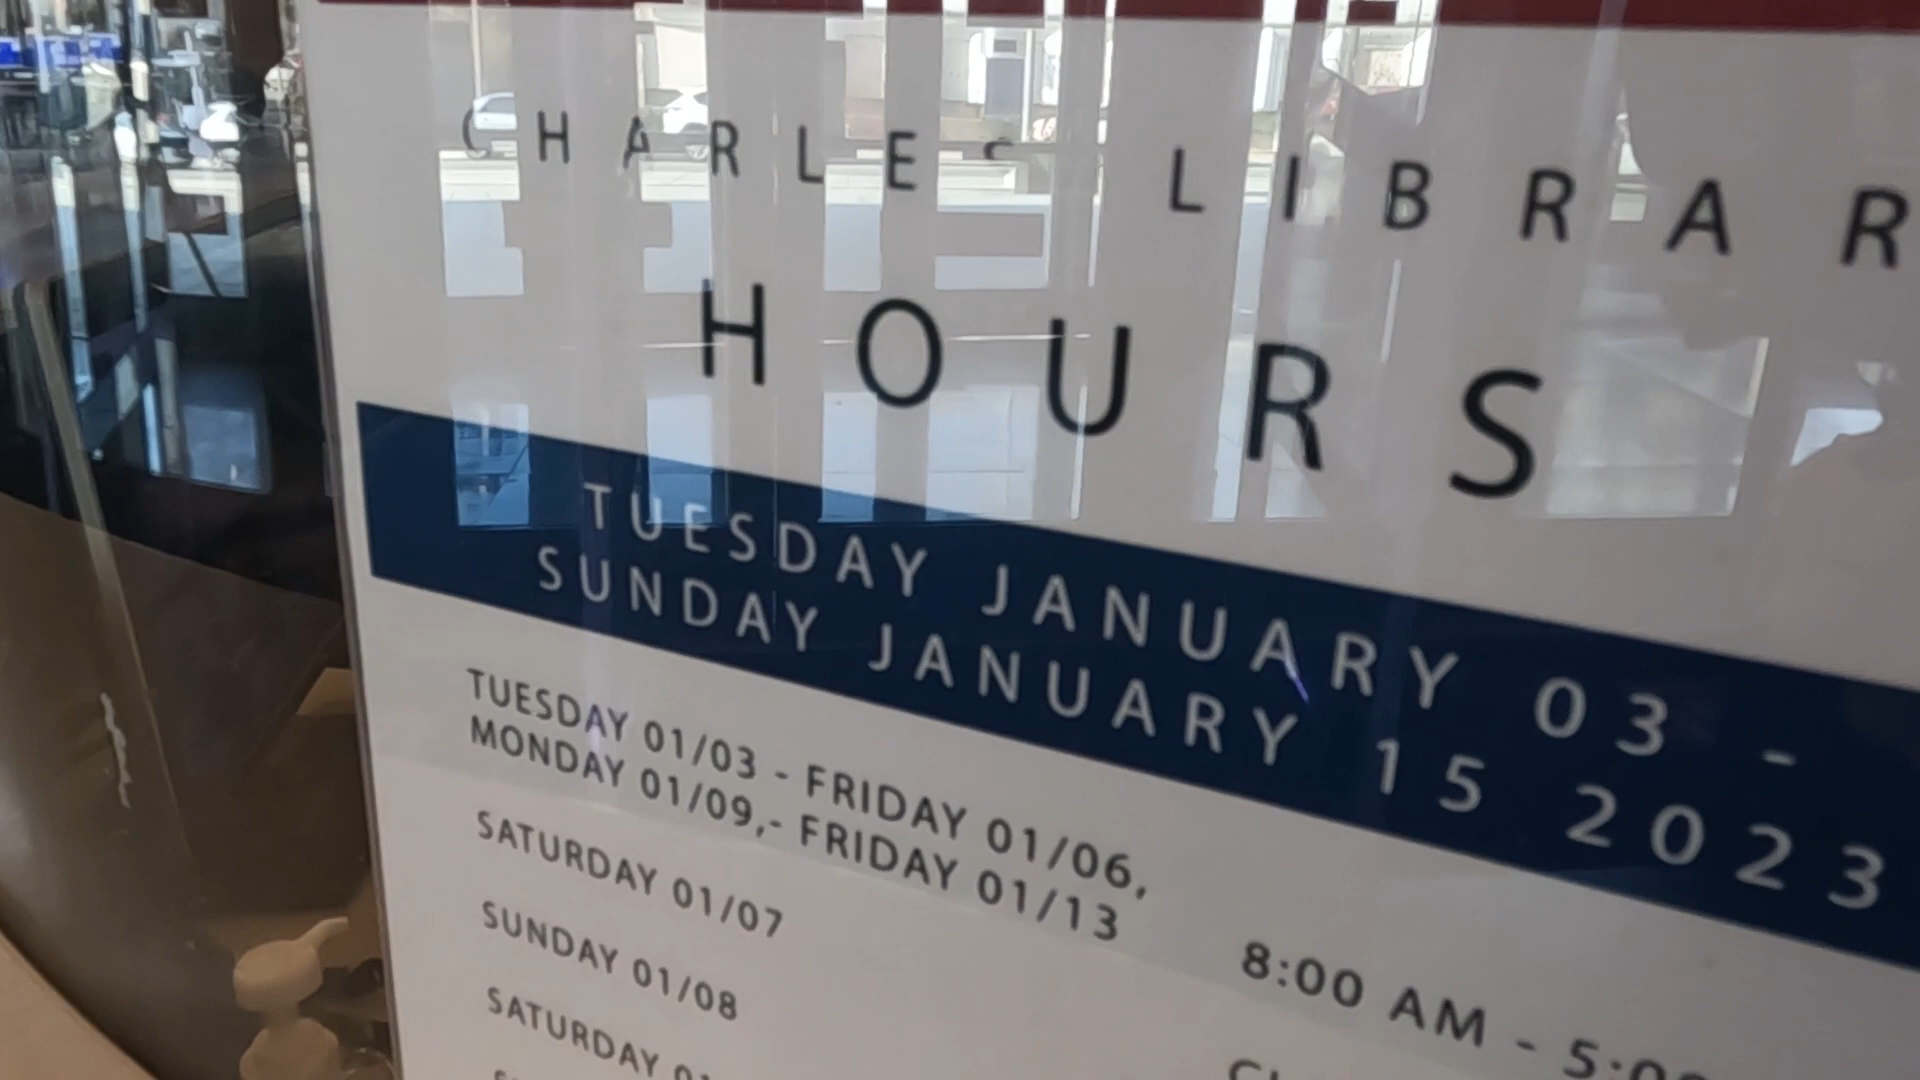 CHARLES LIBRAR
HOURS
TUESDAY JANUARY 03 -
SUNDAY JANUARY 15 2023
TUESDAY 01/03 - FRIDAY 01/06,
MONDAY 01/09,- FRIDAY 01/13
8:00 AM - 5:00
SATURDAY 01/07
SUNDAY 01/08
SATURDAY